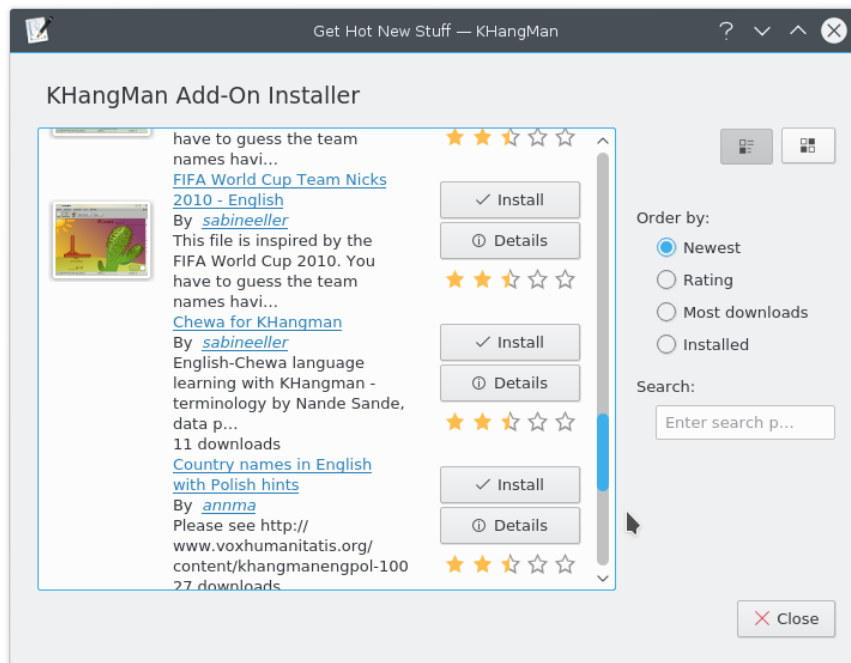 Get Hot New Stuff — KHangMan
KHangMan Add-On Installer
have to guess the team
names havi...
FIFA World Cup Team Nicks
2010 - English
By sabineeller
This file is inspired by the
FIFA World Cup 2010. You
have to guess the team
names havi...
Install
Details
Chewa for KHangman
By sabineeller
English-Chewa language
learning with KHangman -
terminology by Nande Sande,
data p...
11 downloads
Install
Details
Country names in English
with Polish hints
By annma
Please see http://
www.voxhumanitatis.org/
content/khangmanengpol-100
27 downloads
Install
Details
Order by:
Newest
Rating
Most downloads
Installed
Search:
Enter search p...
Close